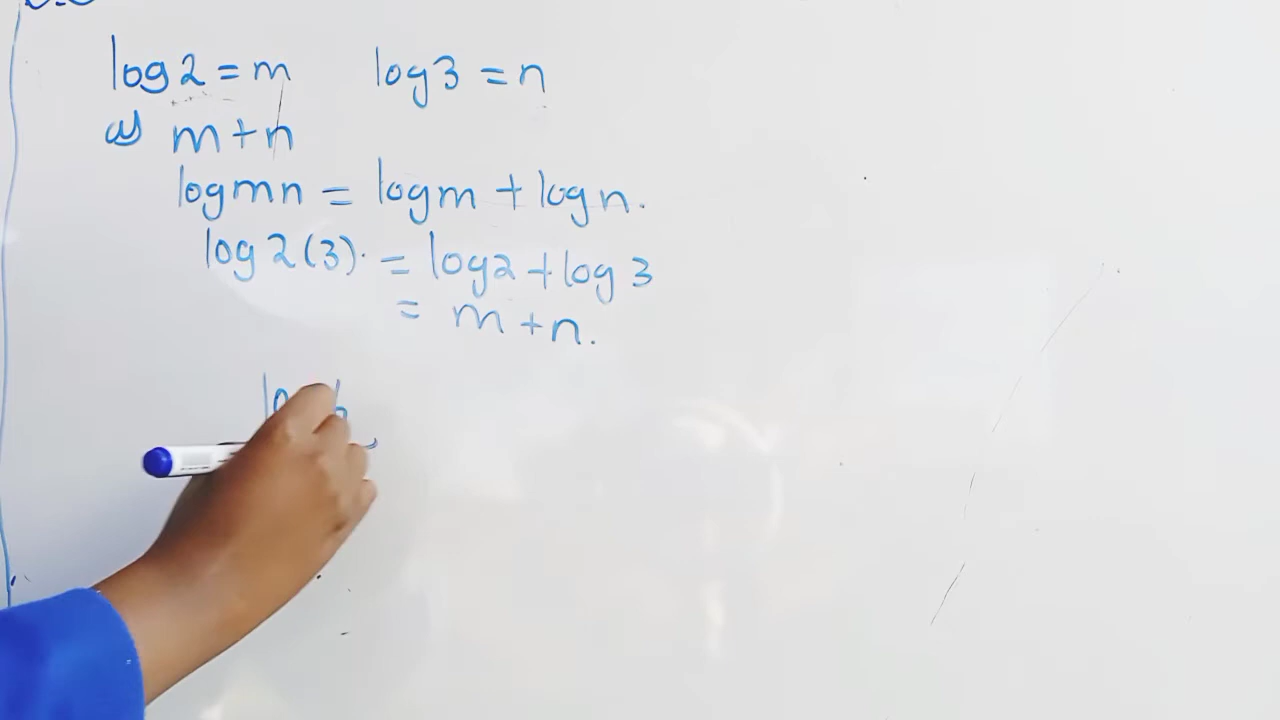 log 2 = m log 3 = n
a) m + n
log mn = log m + log n.
log 2(3). = log 2 + log 3
= m + n.